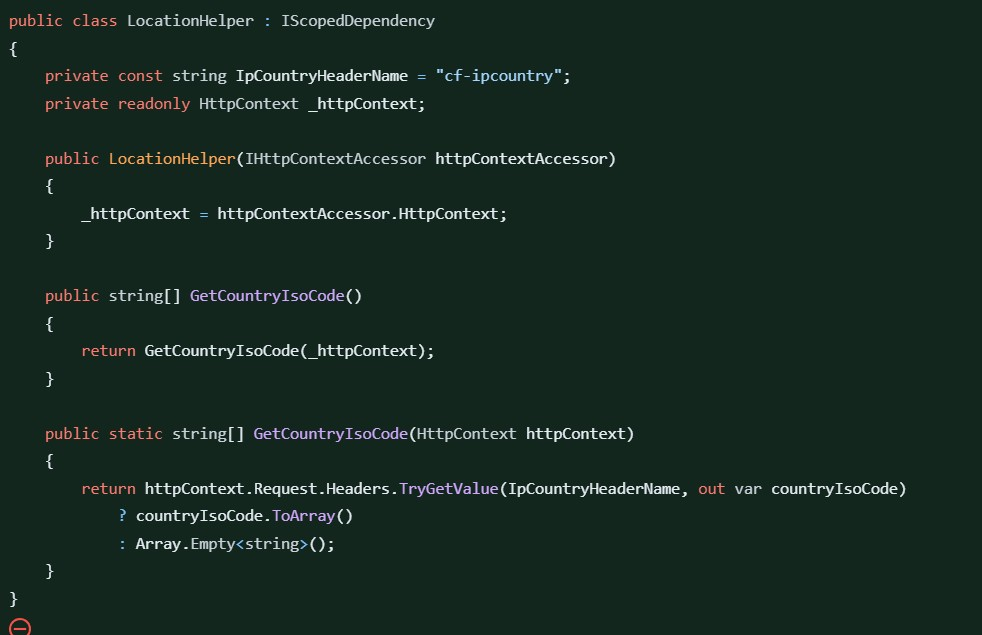 public class LocationHelper : IScopedDependency
{
    private const string IpCountryHeaderName = "cf-ipcountry";
    private readonly HttpContext _httpContext;

    public LocationHelper(IHttpContextAccessor httpContextAccessor)
    {
        _httpContext = httpContextAccessor.HttpContext;
    }

    public string[] GetCountryIsoCode()
    {
        return GetCountryIsoCode(_httpContext);
    }

    public static string[] GetCountryIsoCode(HttpContext httpContext)
    {
        return httpContext.Request.Headers.TryGetValue(IpCountryHeaderName, out var countryIsoCode)
            ? countryIsoCode.ToArray()
            : Array.Empty<string>();
    }
}